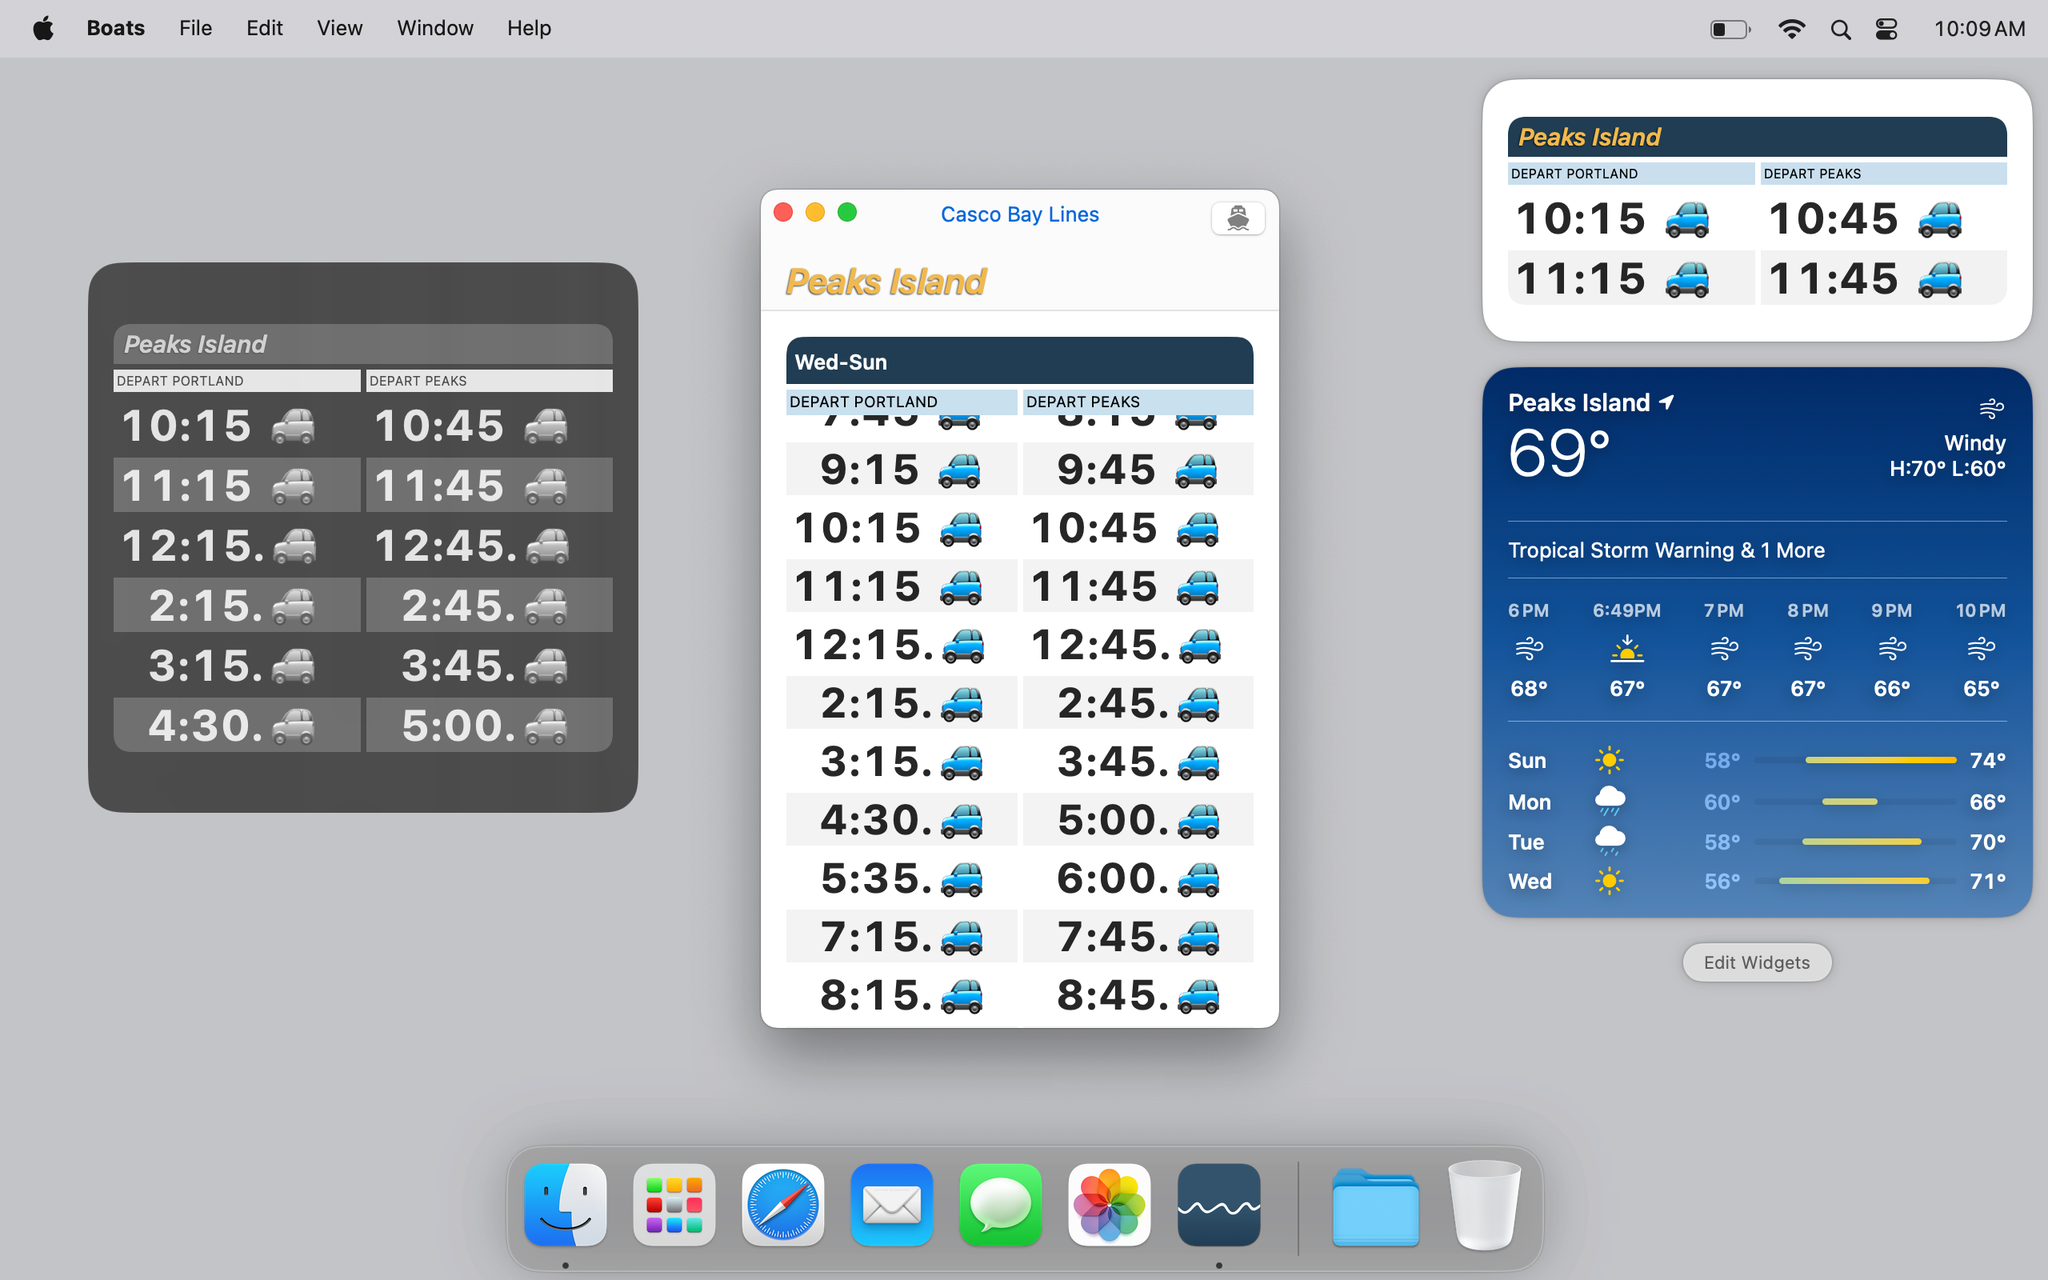 Boats File Edit View Window Help 10:09 AM
Peaks Island
DEPART PORTLAND DEPART PEAKS
10:15 10:45
11:15 11:45
12:15. 12:45.
2:15. 2:45.
3:15. 3:45.
4:30. 5:00.
Casco Bay Lines
Peaks Island
Wed-Sun
DEPART PORTLAND DEPART PEAKS
7:45 8:15
9:15 9:45
10:15 10:45
11:15 11:45
12:15. 12:45.
2:15. 2:45.
3:15. 3:45.
4:30. 5:00.
5:35. 6:00.
7:15. 7:45.
8:15. 8:45.
Peaks Island
DEPART PORTLAND DEPART PEAKS
10:15 10:45
11:15 11:45
Peaks Island
69°
Windy
H:70° L:60°
Tropical Storm Warning & 1 More
6 PM 6:49PM 7 PM 8 PM 9 PM 10 PM
68° 67° 67° 67° 66° 65°
Sun 58° 74°
Mon 60° 66°
Tue 58° 70°
Wed 56° 71°
Edit Widgets